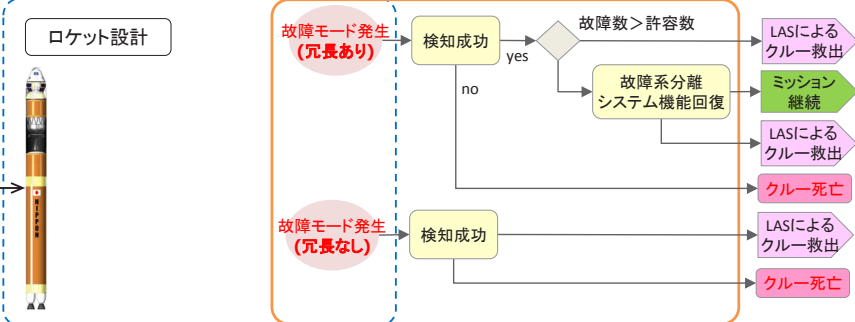 ロケット設計
NIPPON
故障モード発生
(冗長あり)
検知成功
yes
no
故障数>許容数
故障系分離
システム機能回復
LASによる
クルー救出
ミッション
継続
LASによる
クルー救出
クルー死亡
故障モード発生
(冗長なし)
検知成功
LASによる
クルー救出
クルー死亡